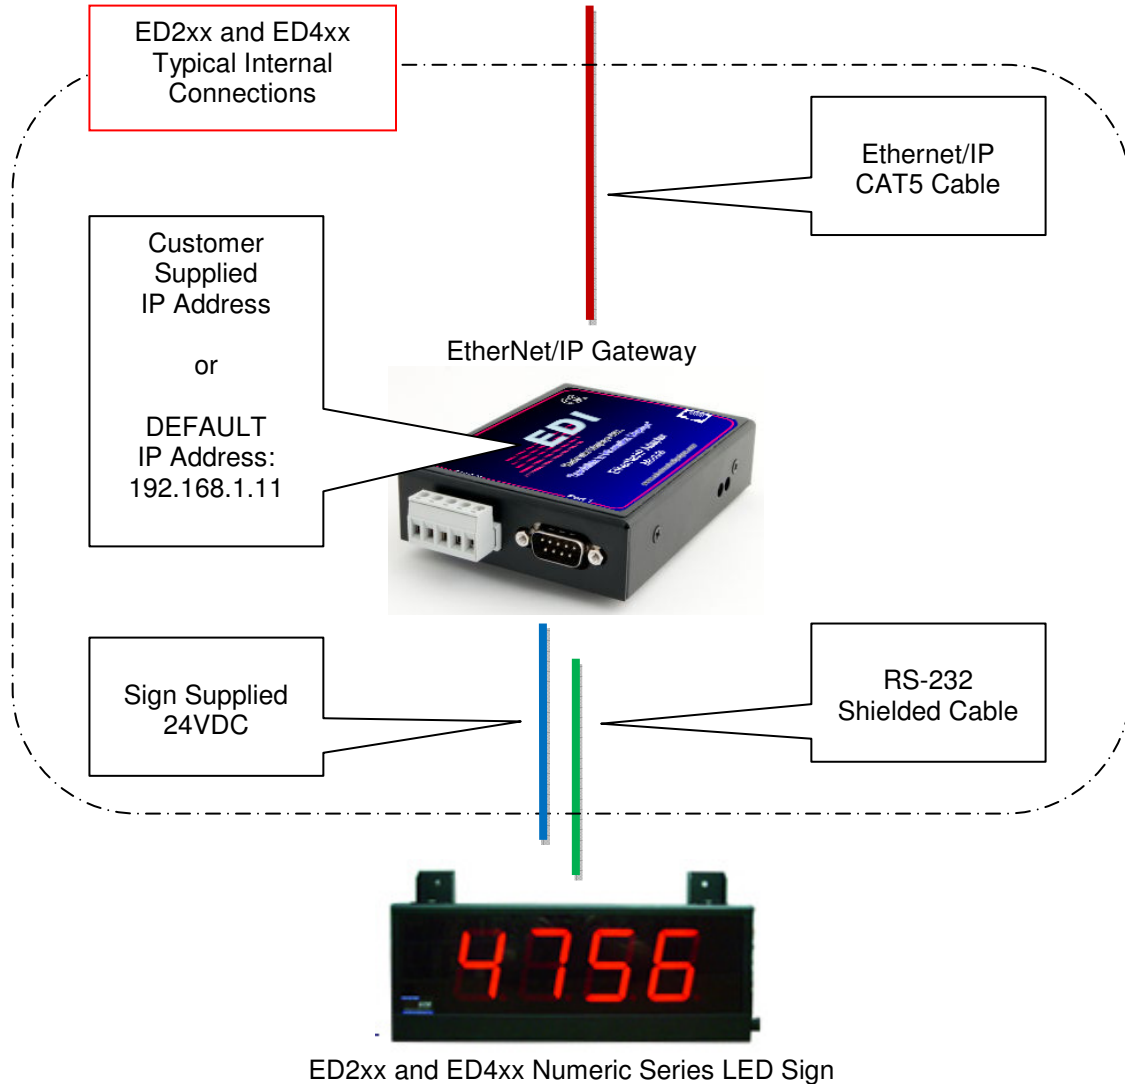 ED2xx and ED4xx
Typical Internal
Connections
Ethernet/IP
CAT5 Cable
Customer
Supplied
IP Address
or
DEFAULT
IP Address:
192.168.1.11
EtherNet/IP Gateway
EDI
Port 1
Sign Supplied
24VDC
RS-232
Shielded Cable
4756
ED2xx and ED4xx Numeric Series LED Sign